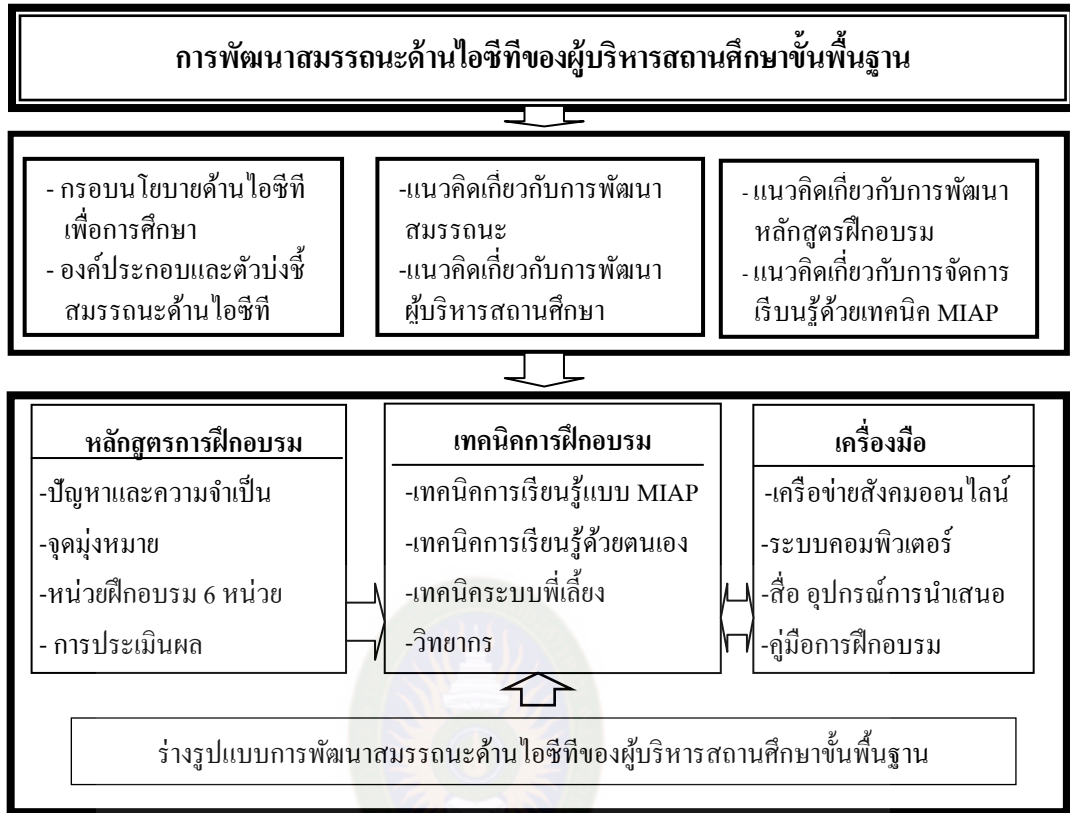 การพัฒนาสมรรถนะด้านไอซีทีของผู้บริหารสถานศึกษาขั้นพื้นฐาน
- กรอบนโยบายด้านไอซีที
เพื่อการศึกษา
- องค์ประกอบและตัวบ่งชี้
สมรรถนะด้านไอซีที
-แนวคิดเกี่ยวกับการพัฒนา
สมรรถนะ
-แนวคิดเกี่ยวกับการพัฒนา
ผู้บริหารสถานศึกษา
- แนวคิดเกี่ยวกับการพัฒนา
หลักสูตรฝึกอบรม
- แนวคิดเกี่ยวกับการจัดการ
เรีบนรู้ด้วยเทคนิค MIAP
หลักสูตรการฝึกอบรม
-ปัญหาและความจำเป็น
-จุดมุ่งหมาย
-หน่วยฝึกอบรม 6 หน่วย
- การประเมินผล
เทคนิคการฝึกอบรม
-เทคนิคการเรียนรู้แบบ MIAP
-เทคนิคการเรียนรู้ด้วยตนเอง
-เทคนิคระบบพี่เลี้ยง
-วิทยากร
เครื่องมือ
-เครือข่ายสังคมออนไลน์
-ระบบคอมพิวเตอร์
-สื่อ อุปกรณ์การนำเสนอ
-คู่มือการฝึกอบรม
ร่างรูปแบบการพัฒนาสมรรถนะด้านไอซีทีของผู้บริหารสถานศึกษาขั้นพื้นฐาน